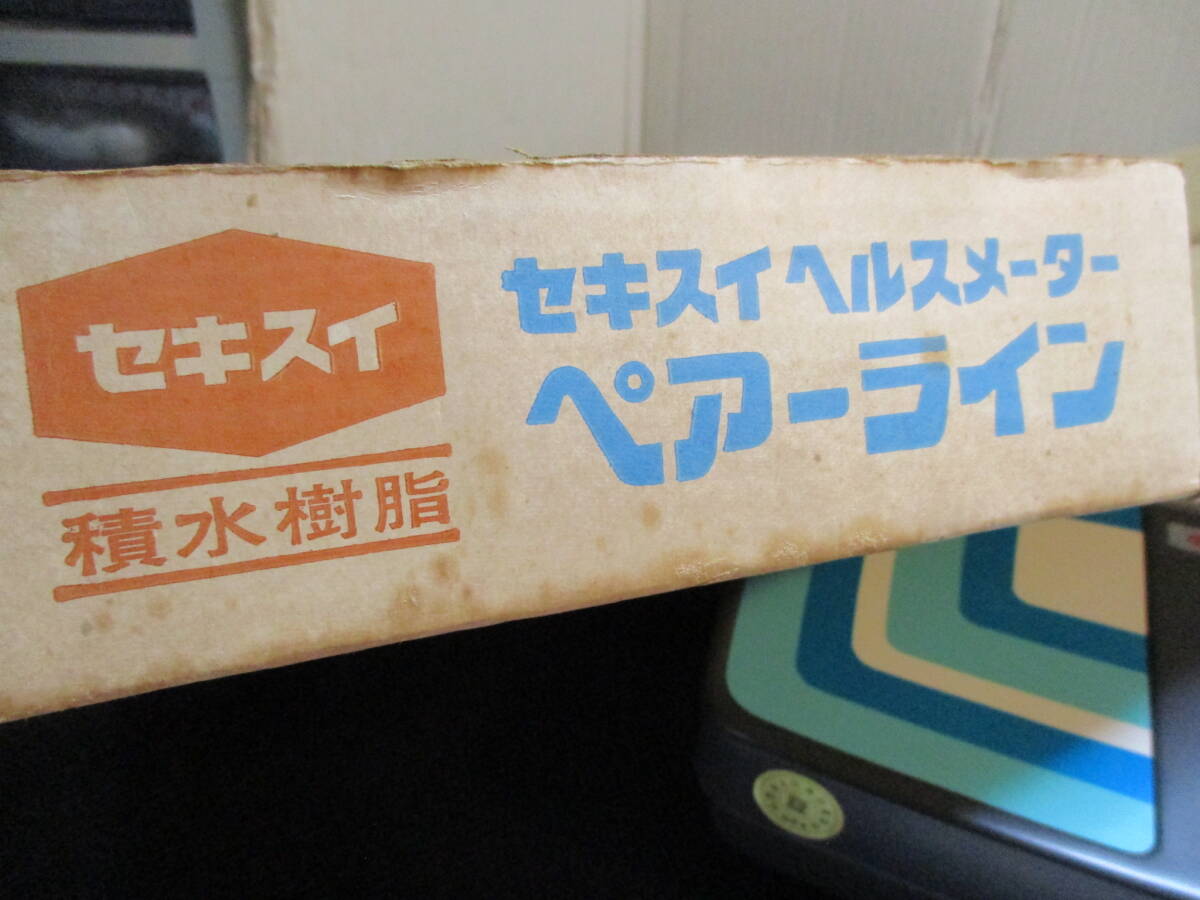 セキスイ
積水樹脂
セキスイ ヘルスメーター
ペアーライン